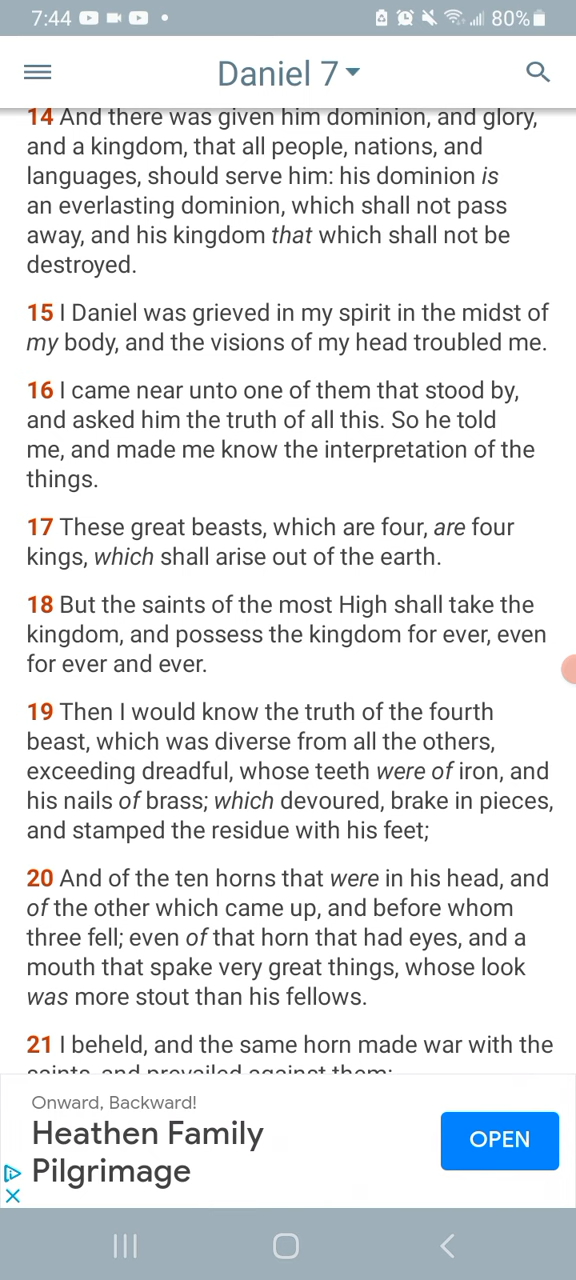 7:44
80%
Daniel 7
14 And there was given him dominion, and glory,
and a kingdom, that all people, nations, and
languages, should serve him: his dominion is
an everlasting dominion, which shall not pass
away, and his kingdom that which shall not be
destroyed.
15 I Daniel was grieved in my spirit in the midst of
my body, and the visions of my head troubled me.
16 I came near unto one of them that stood by,
and asked him the truth of all this. So he told
me, and made me know the interpretation of the
things.
17 These great beasts, which are four, are four
kings, which shall arise out of the earth.
18 But the saints of the most High shall take the
kingdom, and possess the kingdom for ever, even
for ever and ever.
19 Then I would know the truth of the fourth
beast, which was diverse from all the others,
exceeding dreadful, whose teeth were of iron, and
his nails of brass; which devoured, brake in pieces,
and stamped the residue with his feet;
20 And of the ten horns that were in his head, and
of the other which came up, and before whom
three fell; even of that horn that had eyes, and a
mouth that spake very great things, whose look
was more stout than his fellows.
21 I beheld, and the same horn made war with the
saints, and prevailed against them;
Onward, Backward!
Heathen Family
Pilgrimage
OPEN